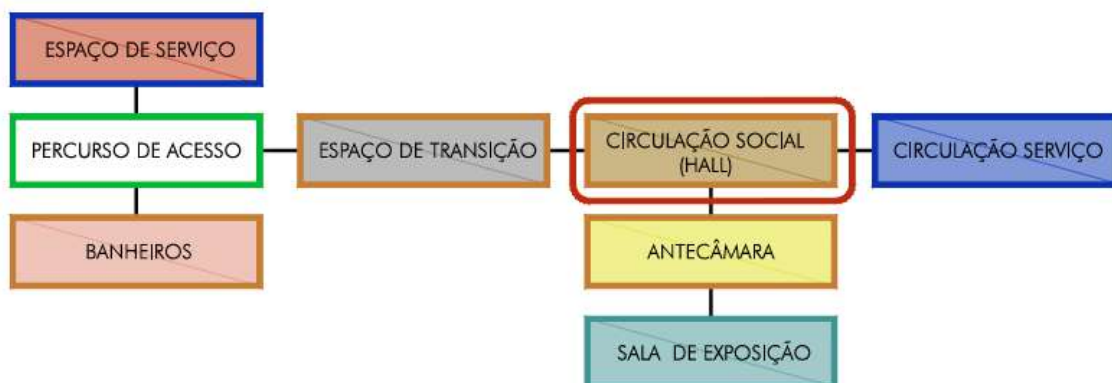 ESPAÇO DE SERVIÇO
PERCURSO DE ACESSO
ESPAÇO DE TRANSIÇÃO
CIRCULAÇÃO SOCIAL
(HALL)
CIRCULAÇÃO SERVIÇO
BANHEIROS
ANTECÂMARA
SALA DE EXPOSIÇÃO